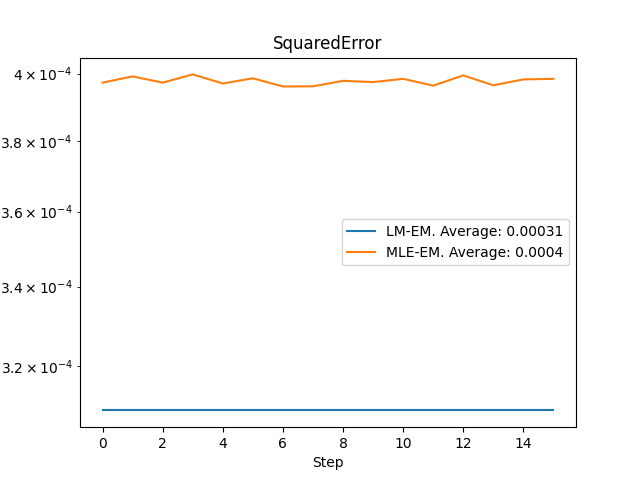 SquaredError
4 × 10⁻⁴
3.8 × 10⁻⁴
3.6 × 10⁻⁴
3.4 × 10⁻⁴
3.2 × 10⁻⁴
LM-EM. Average: 0.00031
MLE-EM. Average: 0.0004
0 2 4 6 8 10 12 14
Step